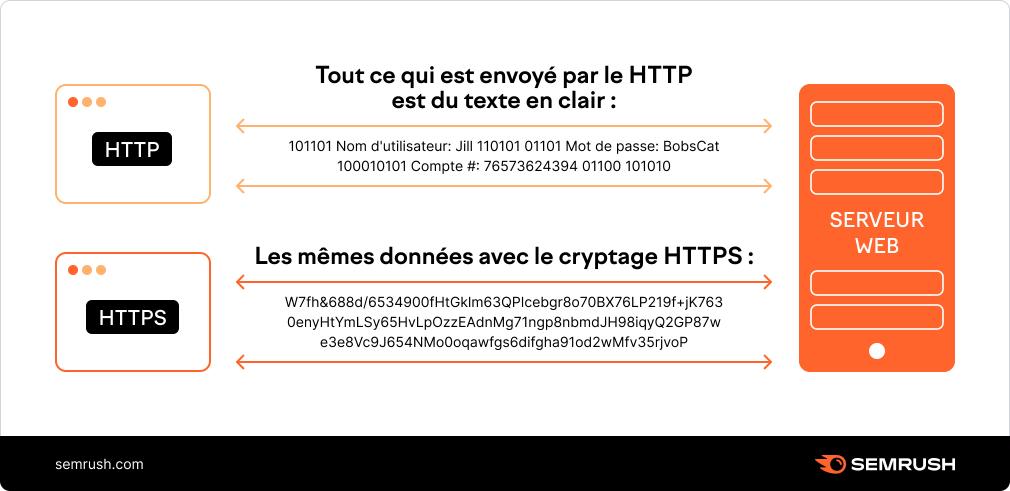 Tout ce qui est envoyé par le HTTP
est du texte en clair :
HTTP
101101 Nom d'utilisateur: Jill 110101 01101 Mot de passe: BobsCat
100010101 Compte #: 76573624394 01100 101010
SERVEUR
WEB
Les mêmes données avec le cryptage HTTPS :
HTTPS
W7fh&688d/6534900fHtGklm63QPlcebgr8o70BX76LP219f+jK763
0enyHtYmLSy65HvLpOzzEAdnMg71ngp8nbmdJH98iqyQ2GP87w
e3e8Vc9J654NMo0oqawfgs6difgha91od2wMfv35rjvoP
semrush.com
SEMRUSH